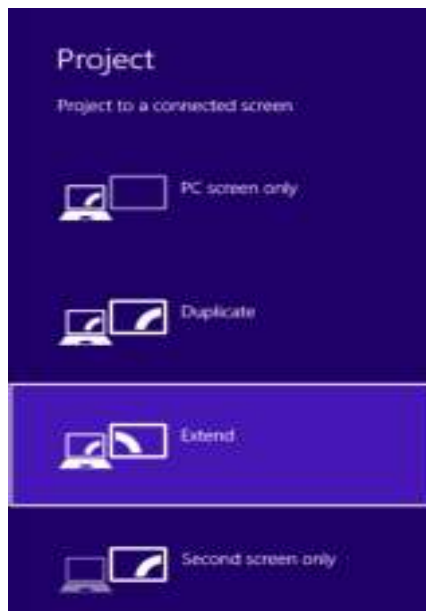 Project
Project to a connected screen
PC screen only
Duplicate
Extend
Second screen only